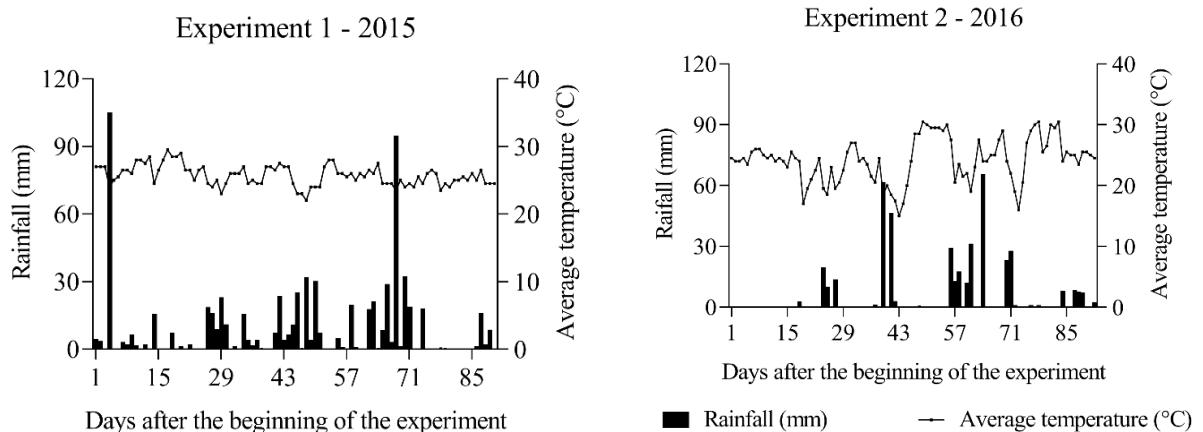 Experiment 1 - 2015
120
90
60
30
0
Rainfall (mm)
40
30
20
10
0
Average temperature (°C)
1 15 29 43 57 71 85
Days after the beginning of the experiment
Experiment 2 - 2016
120
90
60
30
0
Raifall (mm)
40
30
20
10
0
Average temperature (°C)
1 15 29 43 57 71 85
Days after the beginning of the experiment
Rainfall (mm) Average temperature (°C)